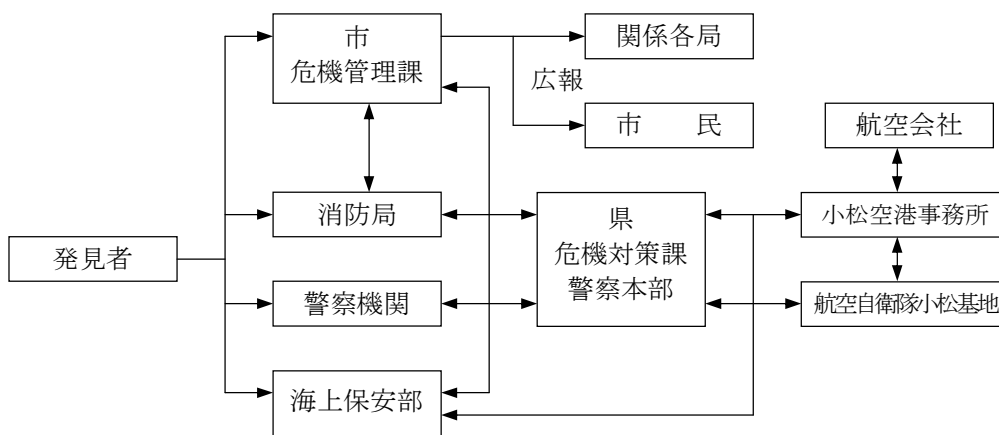 市
危機管理課
関係各局
広報
市　　民
航空会社
消防局
県
危機対策課
警察本部
小松空港事務所
発見者
警察機関
航空自衛隊小松基地
海上保安部